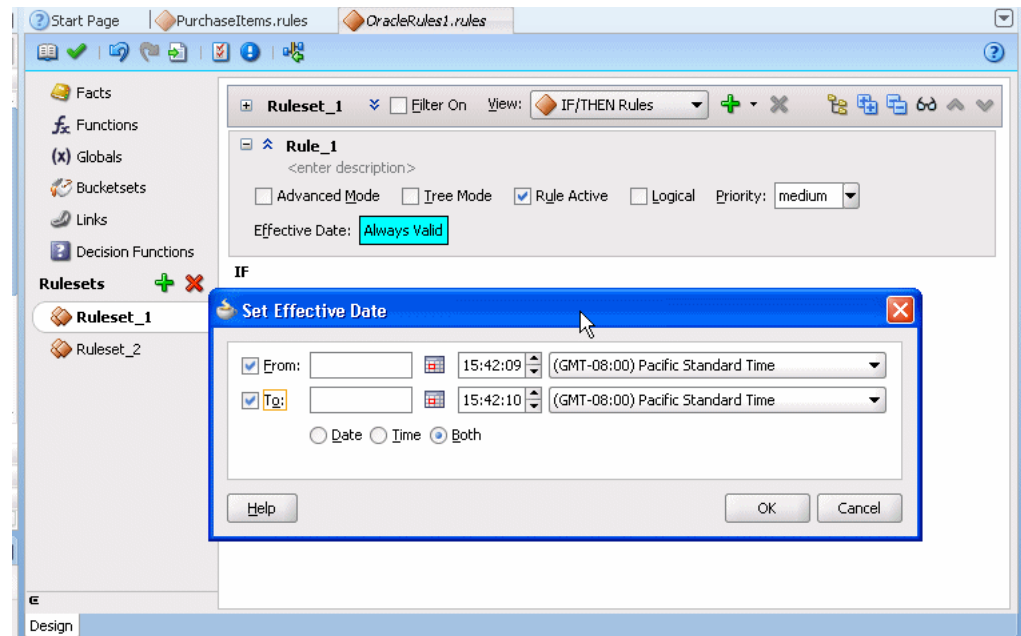 Start Page PurchaseItems.rules OracleRules1.rules
Facts
Functions
Globals
Bucketsets
Links
Decision Functions
Rulesets
Ruleset_1
Ruleset_2
Ruleset_1 Filter On View: IF/THEN Rules
Rule_1
<enter description>
Advanced Mode Tree Mode Rule Active Logical Priority: medium
Effective Date: Always Valid
IF
Set Effective Date
From: 15:42:09 (GMT-08:00) Pacific Standard Time
To: 15:42:10 (GMT-08:00) Pacific Standard Time
Date Time Both
Help OK Cancel
Design